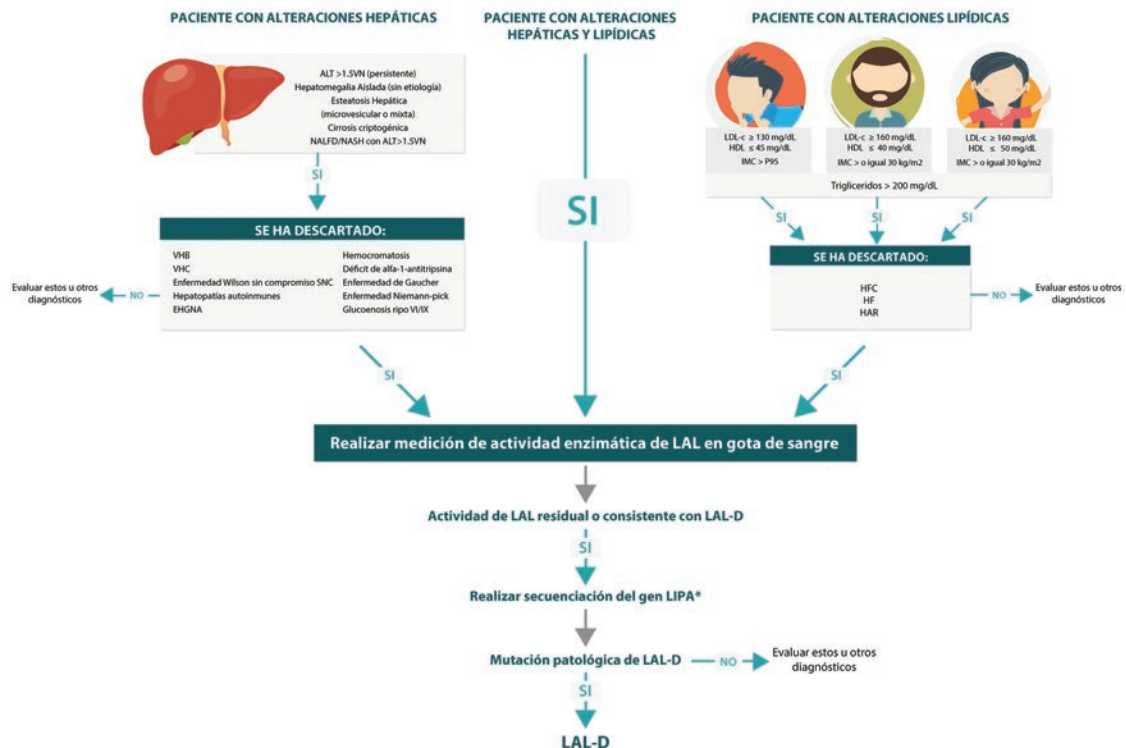 PACIENTE CON ALTERACIONES HEPÁTICAS
ALT >1.5VN (persistente)
Hepatomegalia Aislada (sin etiología)
Esteatosis Hepática
(microvesicular o mixta)
Cirrosis criptogénica
NALFD/NASH con ALT>1.5VN
SI
SE HA DESCARTADO:
VHB
VHC
Enfermedad Wilson sin compromiso SNC
Hepatopatías autoinmunes
EHGNA
Hemocromatosis
Déficit de alfa-1-antitripsina
Enfermedad de Gaucher
Enfermedad Niemann-pick
Glucoenosis ripo VI/IX
NO
Evaluar estos u otros
diagnósticos
SI
PACIENTE CON ALTERACIONES
HEPÁTICAS Y LIPÍDICAS
SI
PACIENTE CON ALTERACIONES LIPÍDICAS
LDL-c ≥ 130 mg/dL
HDL ≤ 45 mg/dL
IMC > P95
LDL-c ≥ 160 mg/dL
HDL ≤ 40 mg/dL
IMC > o igual 30 kg/m2
LDL-c ≥ 160 mg/dL
HDL ≤ 50 mg/dL
IMC > o igual 30 kg/m2
Trigliceridos > 200 mg/dL
SI
SI
SI
SE HA DESCARTADO:
HFC
HF
HAR
NO
Evaluar estos u otros
diagnósticos
SI
Realizar medición de actividad enzimática de LAL en gota de sangre
Actividad de LAL residual o consistente con LAL-D
SI
Realizar secuenciación del gen LIPA*
Mutación patológica de LAL-D
NO
Evaluar estos u otros
diagnósticos
SI
LAL-D